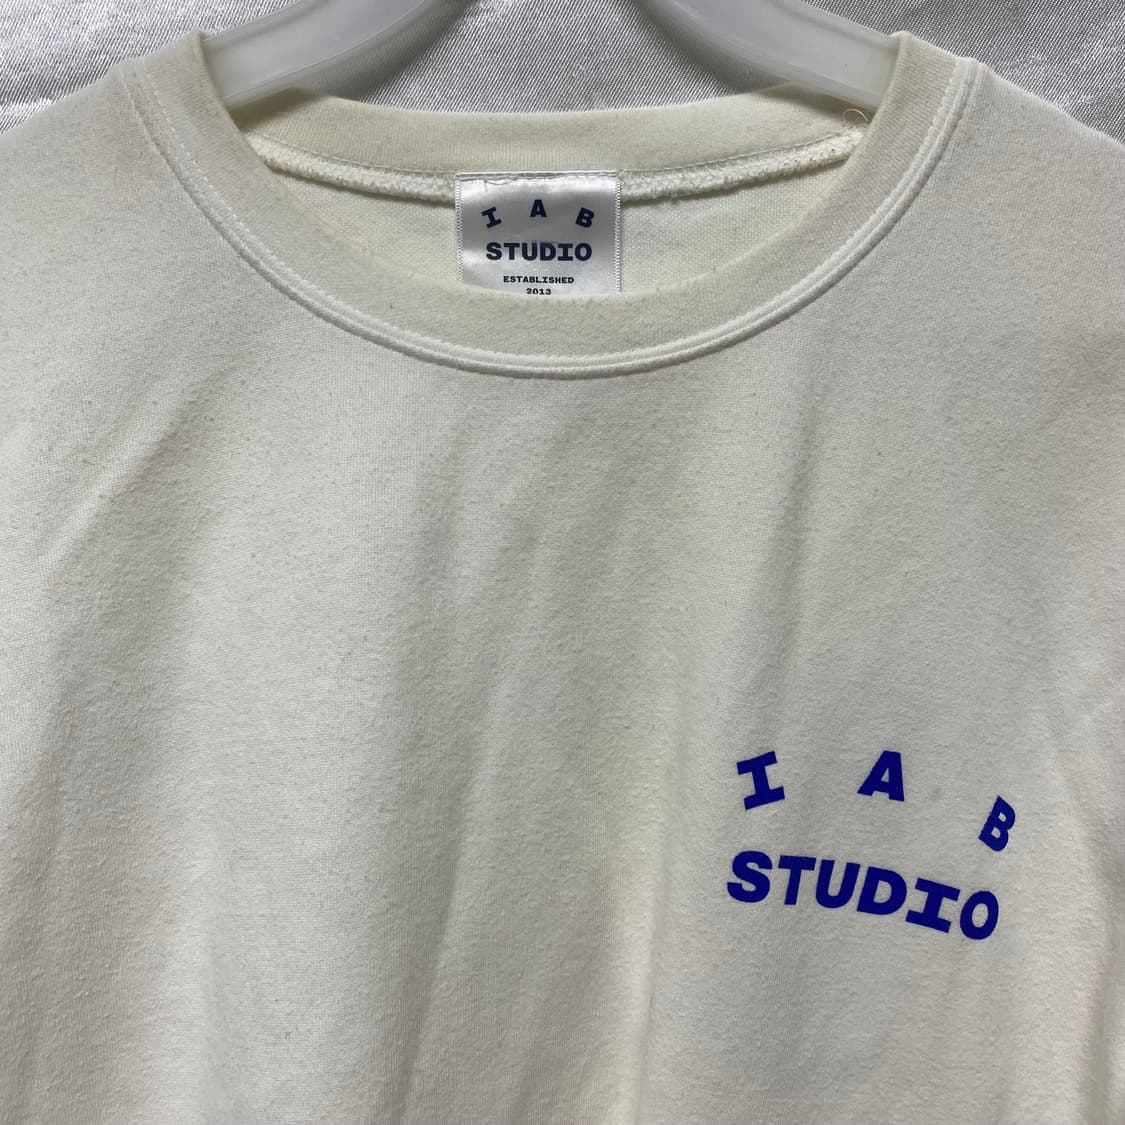 I A B
STUDIO
ESTABLISHED
2013
I A B
STUDIO